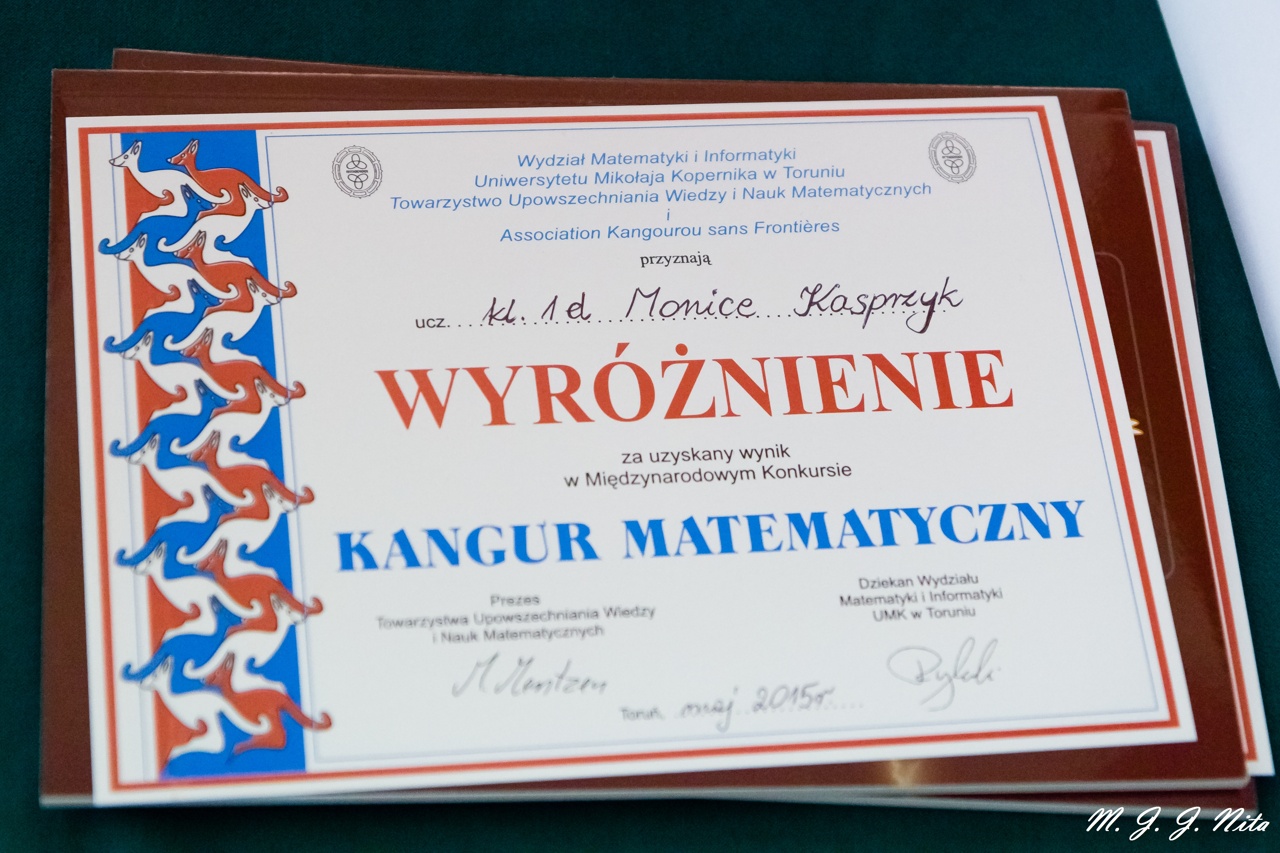 Wydział Matematyki i Informatyki
Uniwersytetu Mikołaja Kopernika w Toruniu
Towarzystwo Upowszechniania Wiedzy i Nauk Matematycznych
i
Association Kangourou sans Frontières
przyznają
ucz. kl. 1d Monice Kasprzyk
WYRÓŻNIENIE
za uzyskany wynik
w Międzynarodowym Konkursie
KANGUR MATEMATYCZNY
Prezes
Towarzystwa Upowszechniania Wiedzy
i Nauk Matematycznych
M Mentzen
Dziekan Wydziału
Matematyki i Informatyki
UMK w Toruniu
Toruń, maj 2015r
M. J. J. Nita